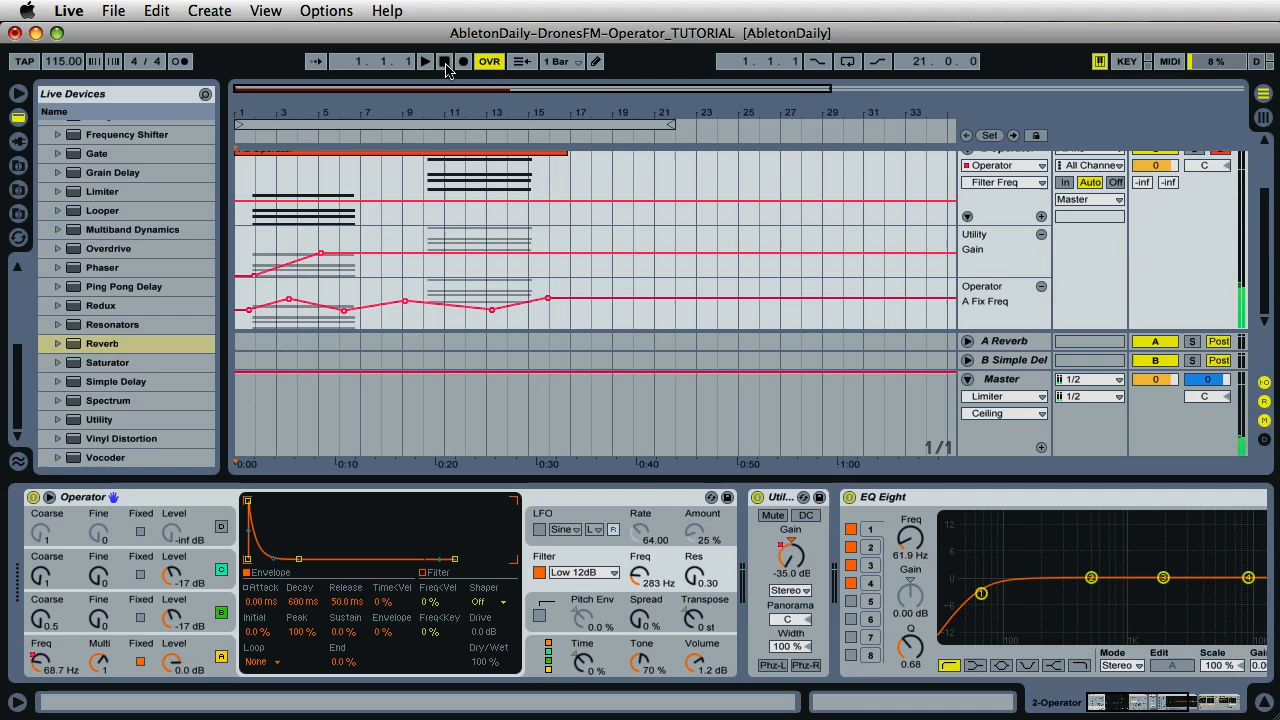 Live File Edit Create View Options Help
AbletonDaily-DronesFM-Operator_TUTORIAL [AbletonDaily]
TAP 115.00 4 / 4 1. 1. 1 OVR 1 Bar 1. 1. 1 21. 0. 0 KEY MIDI 8 % D
Live Devices
Name
Frequency Shifter
Gate
Grain Delay
Limiter
Looper
Multiband Dynamics
Overdrive
Phaser
Ping Pong Delay
Redux
Resonators
Reverb
Saturator
Simple Delay
Spectrum
Utility
Vinyl Distortion
Vocoder
1 3 5 7 9 11 13 15 17 19 21 23 25 27 29 31 33
Set
Operator All Channe 0 C
Filter Freq In Auto Off -inf -inf
Master
Utility
Gain
Operator
A Fix Freq
A Reverb A S Post
B Simple Del B S Post
Master 1/2 0 0
Limiter 1/2 C
Ceiling
1/1
0:00 0:10 0:20 0:30 0:40 0:50 1:00
Operator
Coarse Fine Fixed Level
1 0 -inf dB D
Coarse Fine Fixed Level
1 0 -17 dB C
Coarse Fine Fixed Level
0.5 0 -17 dB B
Freq Multi Fixed Level
68.7 Hz 1 0.0 dB A
Envelope Filter
Attack Decay Release Time<Vel Freq<Vel Shaper
0.00 ms 600 ms 50.0 ms 0 % 0 % Off
Initial Peak Sustain Envelope Freq<Key Drive
0.0 % 100 % 0.0 % 0 % 0 % 0.0 dB
Loop End Dry/Wet
None 0.0 % 100 %
LFO Rate Amount
Sine L R 64.00 25 %
Filter Freq Res
Low 12dB 283 Hz 0.30
Pitch Env Spread Transpose
0.0 % 0 % 0 st
Time Tone Volume
0 % 70 % 1.2 dB
Util...
Mute DC
Gain
-35.0 dB
Stereo
Panorama
C
Width
100 %
Phz-L Phz-R
EQ Eight
1
2
3
4
5
6
7
8
Freq
61.9 Hz
Gain
0.00 dB
Q
0.68
12
6
0
-6
-12
100 1K 10
1 2 3 4
Mode Adaptive
Edit Scale Gai
Stereo A 100 % 0.0
2-Operator